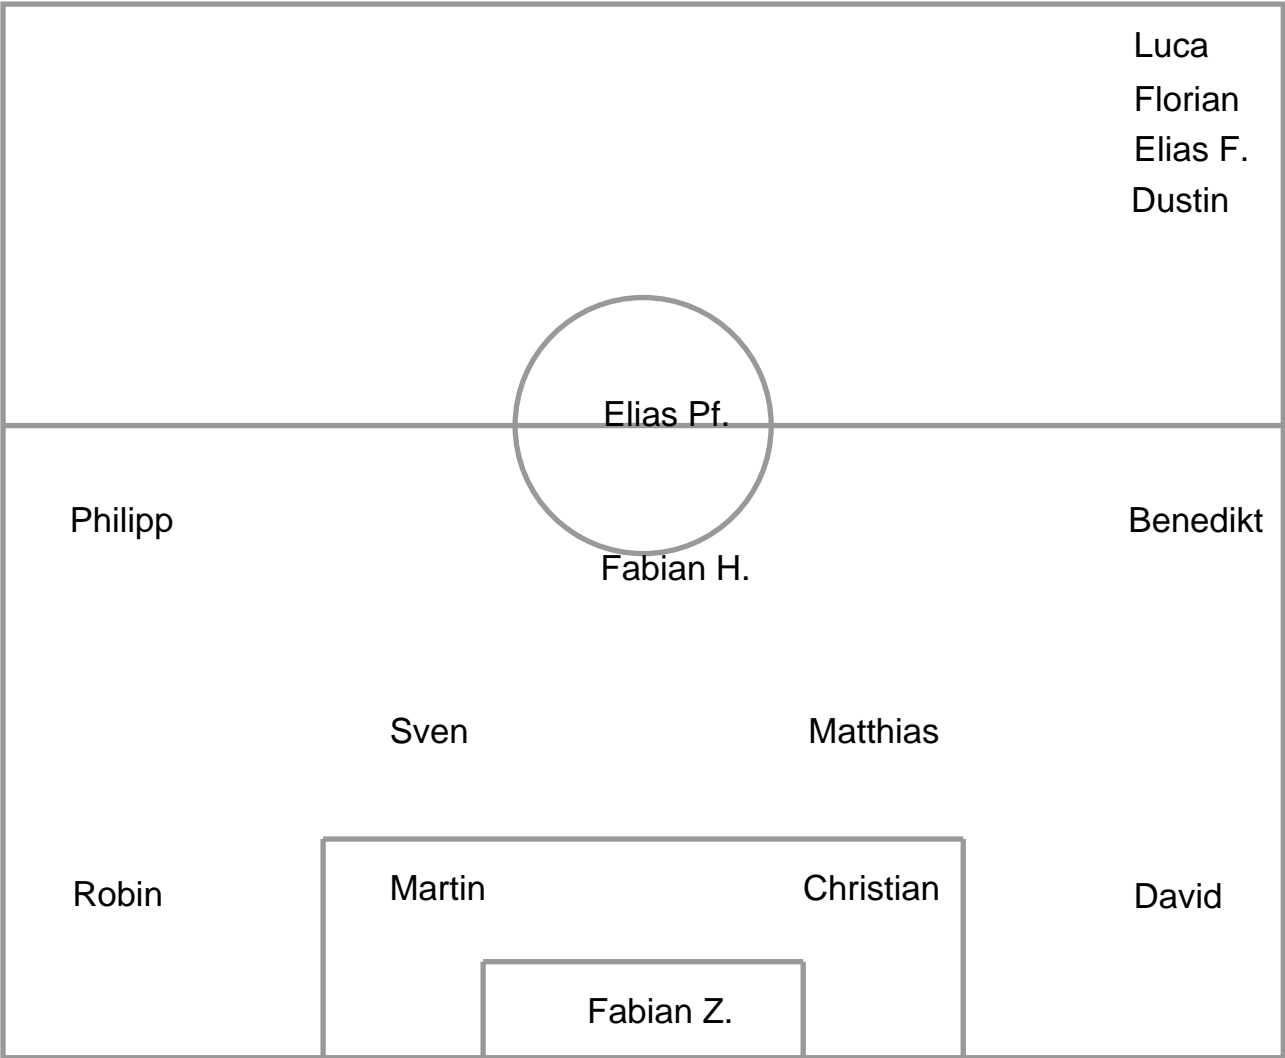 Luca
Florian
Elias F.
Dustin
Elias Pf.
Philipp
Benedikt
Fabian H.
Sven
Matthias
Robin
Martin
Christian
David
Fabian Z.